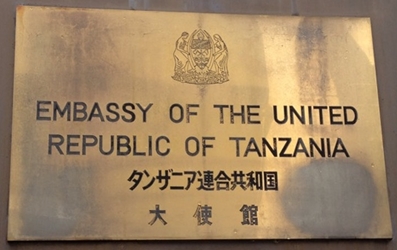 EMBASSY OF THE UNITED
REPUBLIC OF TANZANIA
タンザニア連合共和国
大使館